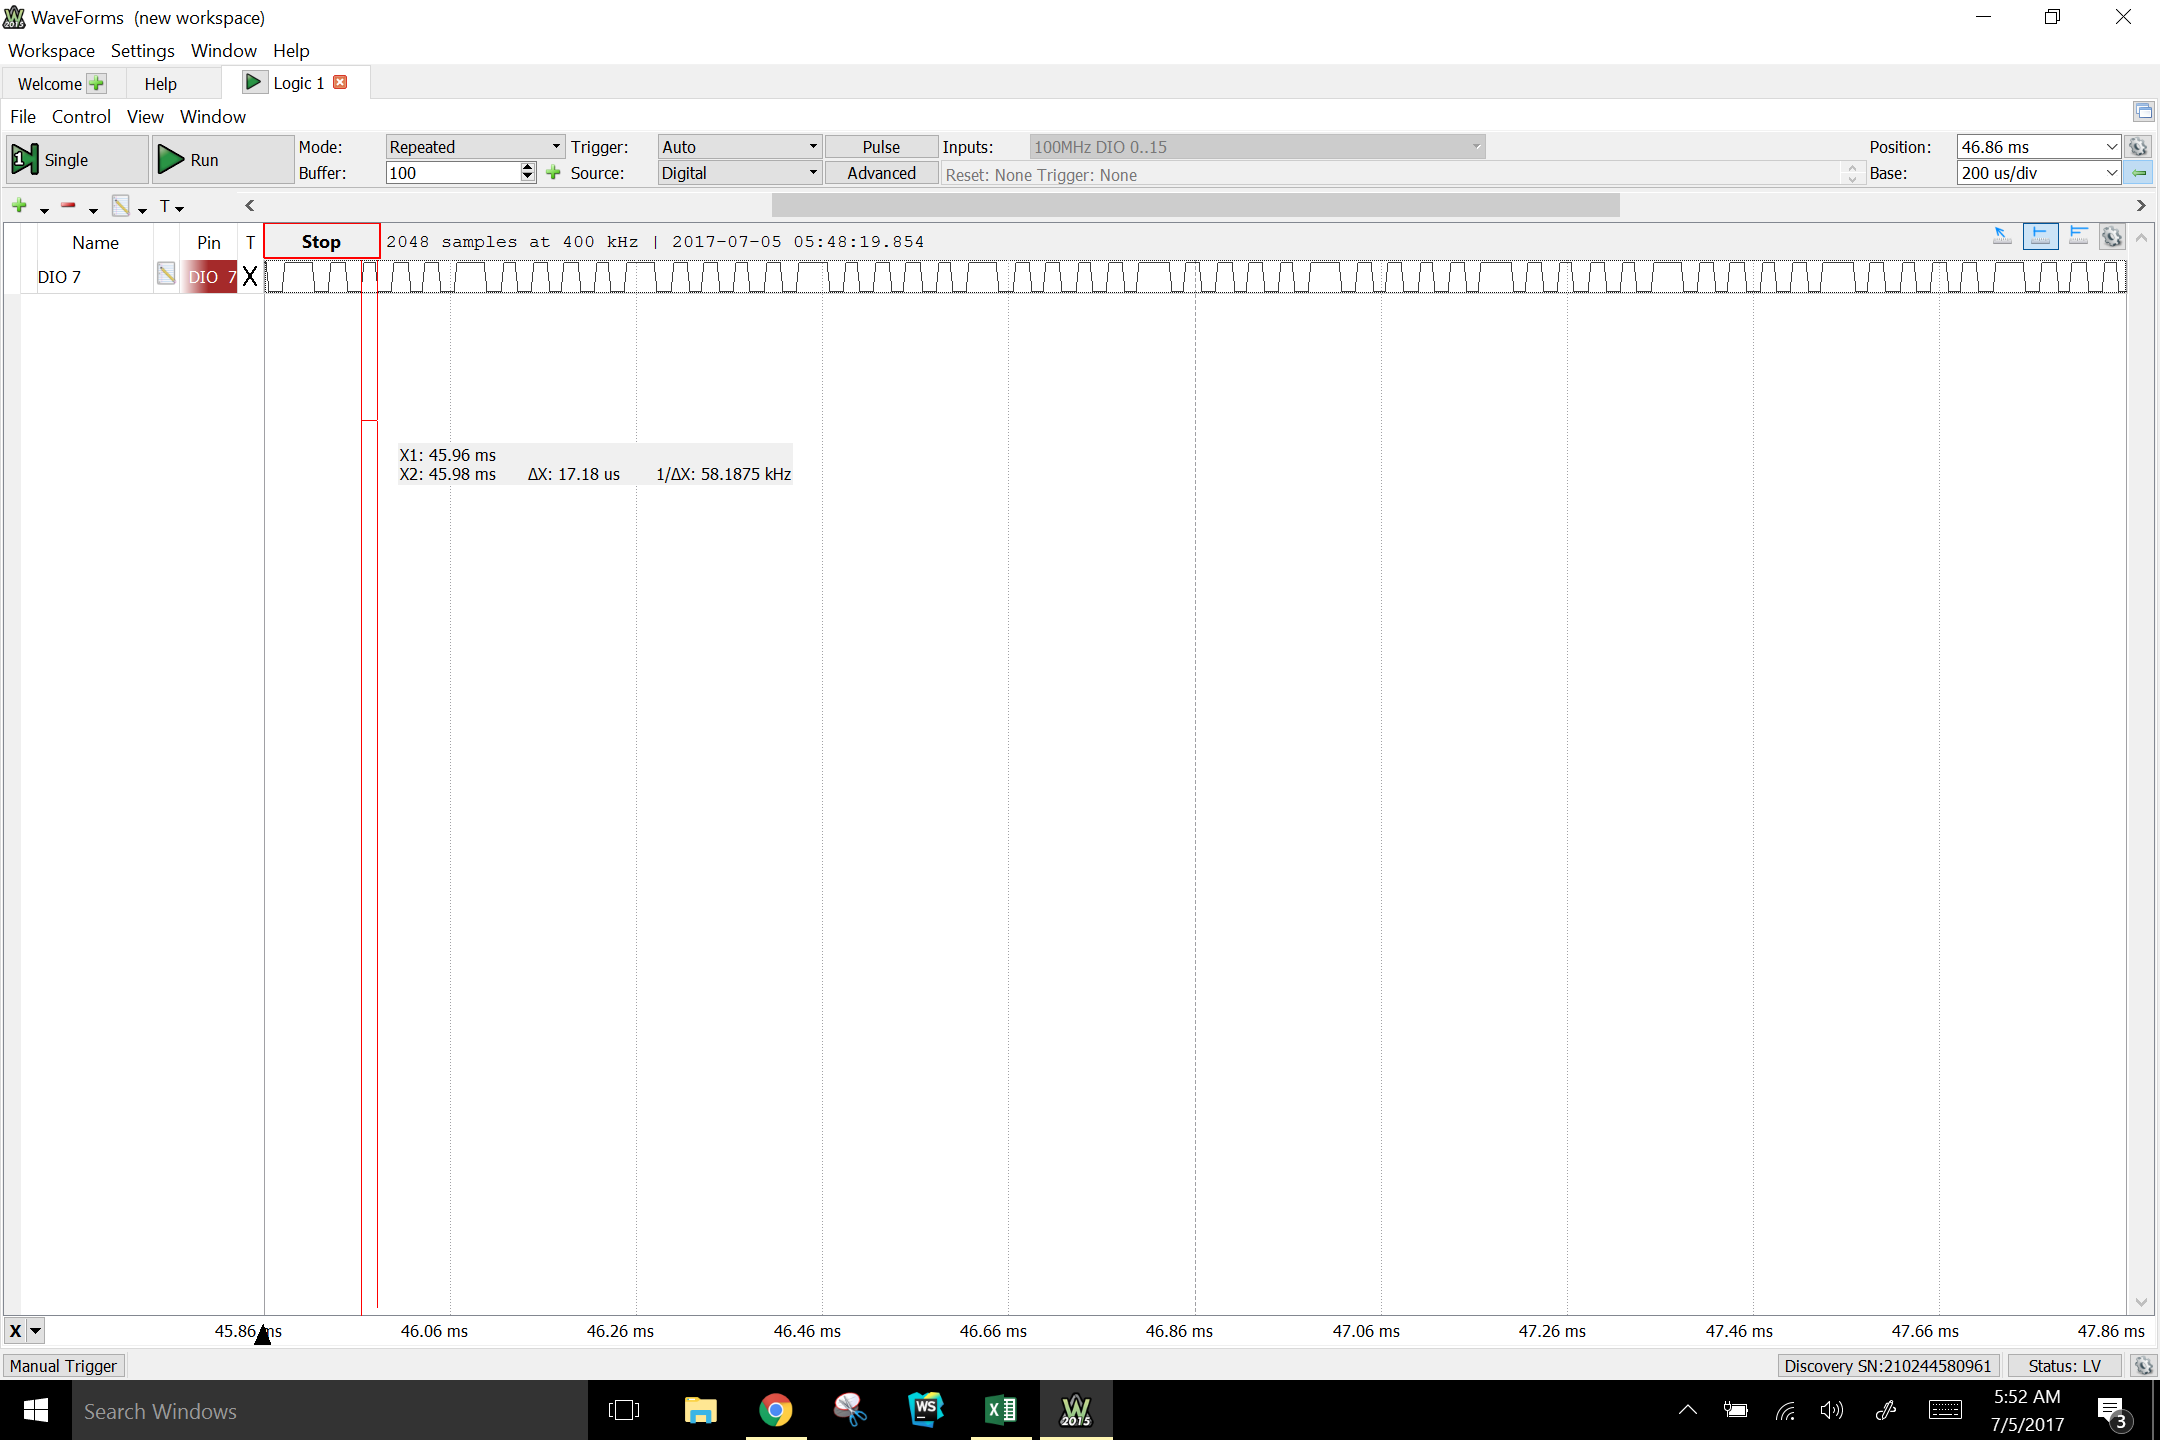 WaveForms (new workspace)
Workspace Settings Window Help
Welcome Help Logic 1
File Control View Window
Single Run Mode: Repeated Trigger: Auto Pulse Inputs: 100MHz DIO 0..15 Position: 46.86 ms
Buffer: 100 Source: Digital Advanced Reset: None Trigger: None Base: 200 us/div
T
Name Pin T Stop 2048 samples at 400 kHz | 2017-07-05 05:48:19.854
DIO 7 DIO 7 X
X1: 45.96 ms
X2: 45.98 ms ΔX: 17.18 us 1/ΔX: 58.1875 kHz
X 45.86 ms 46.06 ms 46.26 ms 46.46 ms 46.66 ms 46.86 ms 47.06 ms 47.26 ms 47.46 ms 47.66 ms 47.86 ms
Manual Trigger Discovery SN:210244580961 Status: LV
Search Windows WS X W 2015 5:52 AM
7/5/2017 3